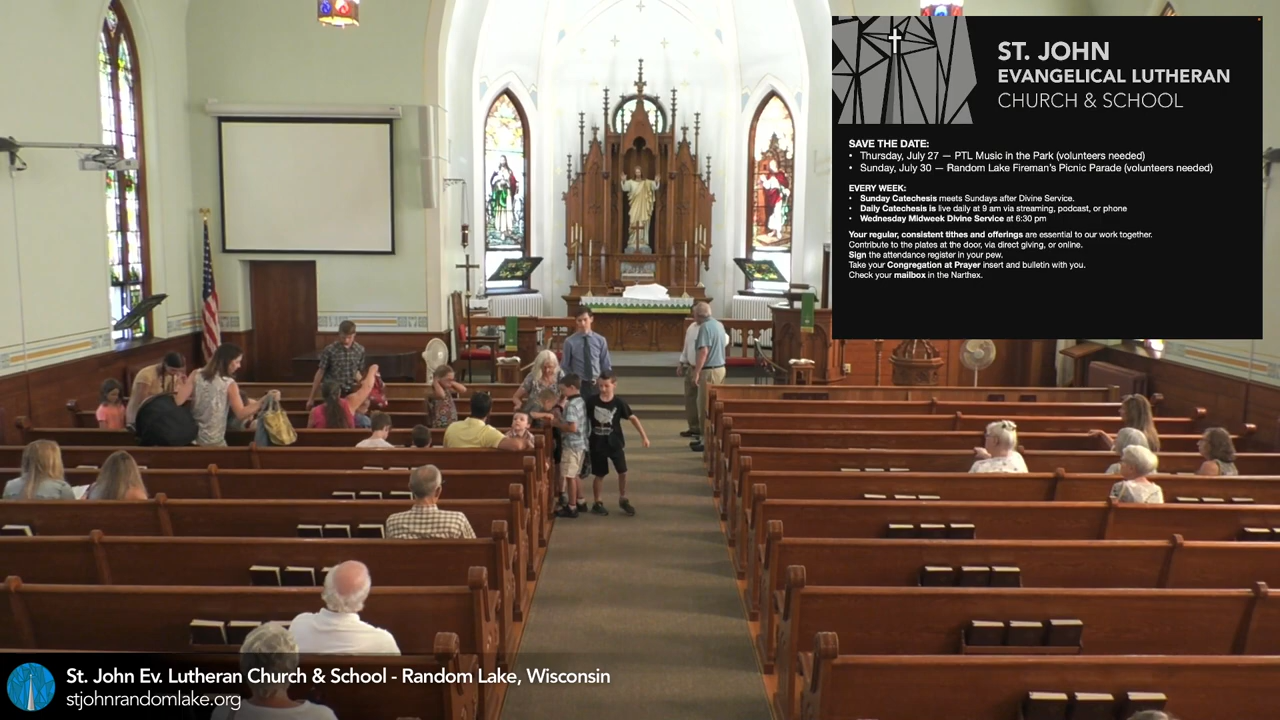 ST. JOHN
EVANGELICAL LUTHERAN
CHURCH & SCHOOL
SAVE THE DATE:
• Thursday, July 27 — PTL Music in the Park (volunteers needed)
• Sunday, July 30 — Random Lake Fireman's Picnic Parade (volunteers needed)
EVERY WEEK:
• Sunday Catechesis meets Sundays after Divine Service.
• Daily Catechesis is live daily at 9 am via streaming, podcast, or phone
• Wednesday Midweek Divine Service at 6:30 pm
Your regular, consistent tithes and offerings are essential to our work together.
Contribute to the plates at the door, via direct giving, or online.
Sign the attendance register in your pew.
Take your Congregation at Prayer insert and bulletin with you.
Check your mailbox in the Narthex.
St. John Ev. Lutheran Church & School - Random Lake, Wisconsin
stjohnrandomlake.org